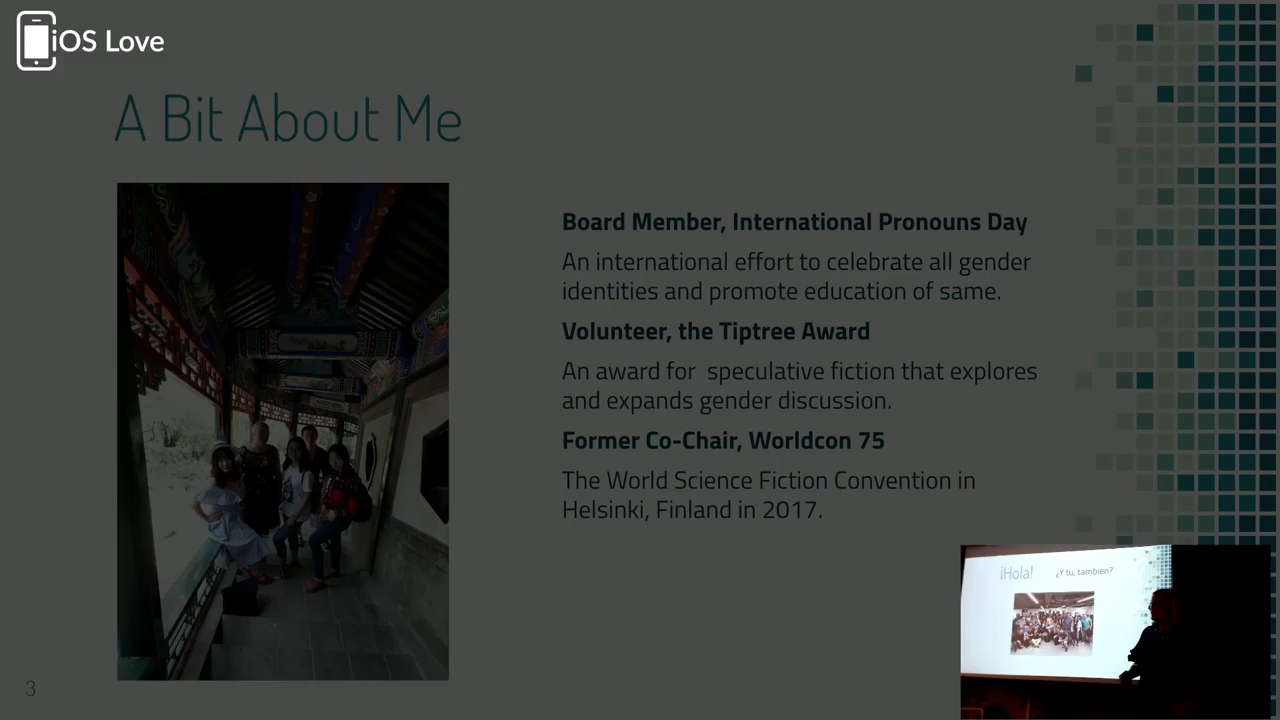 iOS Love
A Bit About Me
Board Member, International Pronouns Day
An international effort to celebrate all gender
identities and promote education of same.
Volunteer, the Tiptree Award
An award for speculative fiction that explores
and expands gender discussion.
Former Co-Chair, Worldcon 75
The World Science Fiction Convention in
Helsinki, Finland in 2017.
¡Hola! ¿Y tu, tambien?
3